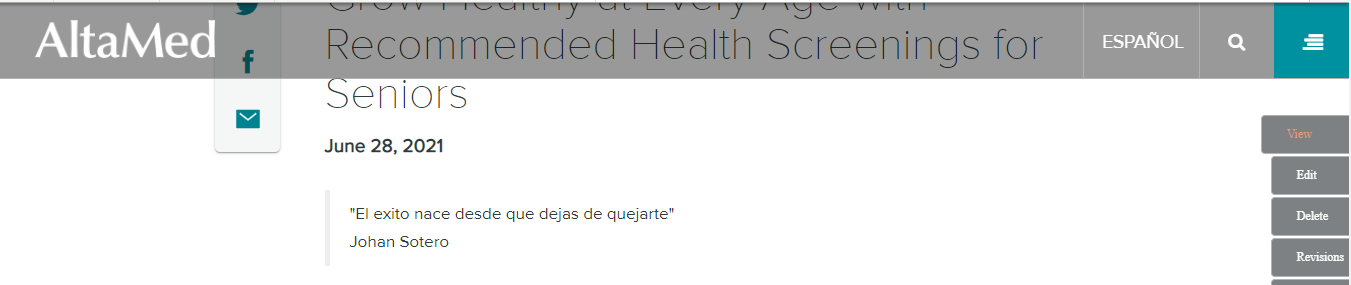 Grow Healthy at Every Age with
AltaMed
Recommended Health Screenings for
ESPAÑOL
Seniors
June 28, 2021
View
Edit
Delete
Revisions
"El exito nace desde que dejas de quejarte"
Johan Sotero